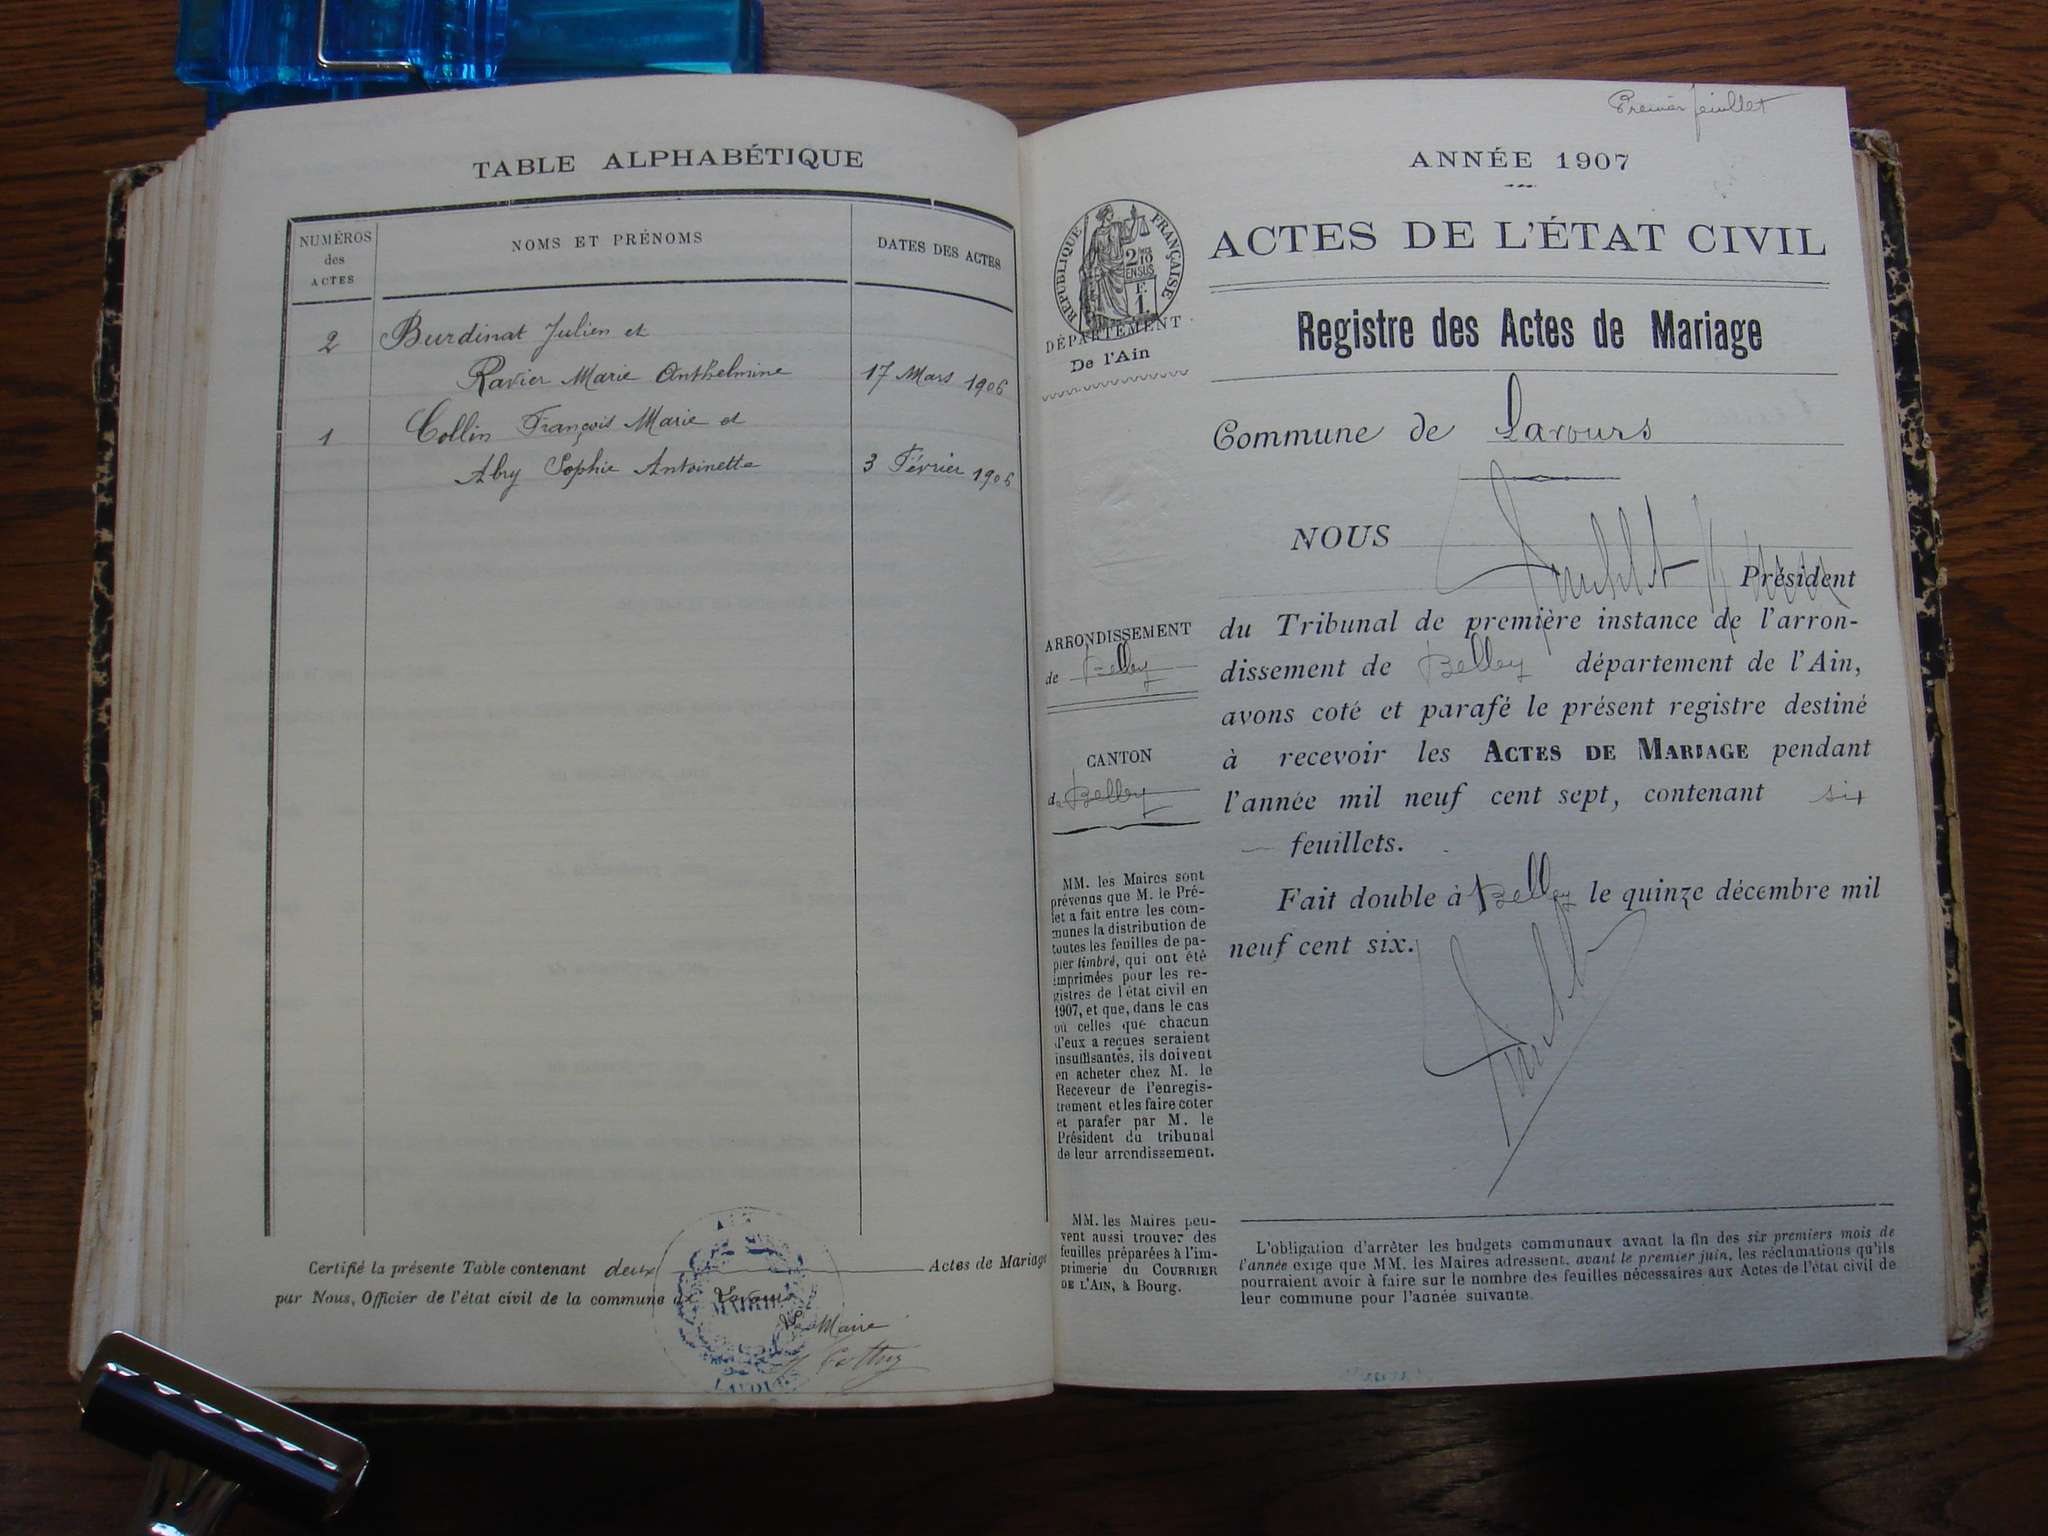 TABLE ALPHABÉTIQUE
NUMÉROS
des
ACTES
NOMS ET PRÉNOMS
DATES DES ACTES
2 Burdinat Julien et
Ravier Marie Anthelmine 17 Mars 1906
1 Collin François Marie et
Abry Sophie Antoinette 3 Février 1906
Certifié la présente Table contenant deux Actes de Mariage
par Nous, Officier de l'état civil de la commune de Lavours
Le Maire
MAIRIE
Premier feuillet
ANNÉE 1907
ACTES DE L'ÉTAT CIVIL
RÉPUBLIQUE FRANÇAISE
DÉPARTEMENT
De l'Ain
Registre des Actes de Mariage
Commune de Lavours
NOUS
Président
du Tribunal de première instance de l'arron-
dissement de Belley département de l'Ain,
avons coté et parafé le présent registre destiné
à recevoir les ACTES DE MARIAGE pendant
l'année mil neuf cent sept, contenant six
feuillets.
Fait double à Belley le quinze décembre mil
neuf cent six.
ARRONDISSEMENT
de Belley
CANTON
de Belley
MM. les Maires sont
prévenus que M. le Pré-
fet a fait entre les com-
munes la distribution de
toutes les feuilles de pa-
pier timbré, qui ont été
imprimées pour les re-
gistres de l'état civil en
1907, et que, dans le cas
où celles que chacun
d'eux a reçues seraient
insuffisantes, ils doivent
en acheter chez M. le
Receveur de l'enregis-
trement et les faire coter
et parafer par M. le
Président du tribunal
de leur arrondissement.
MM. les Maires peu-
vent aussi trouver des
feuilles préparées à l'im-
primerie du COURRIER
DE L'AIN, à Bourg.
L'obligation d'arrêter les budgets communaux avant la fin des six premiers mois de
l'année exige que MM. les Maires adressent, avant le premier juin, les réclamations qu'ils
pourraient avoir à faire sur le nombre des feuilles nécessaires aux Actes de l'état civil de
leur commune pour l'année suivante.